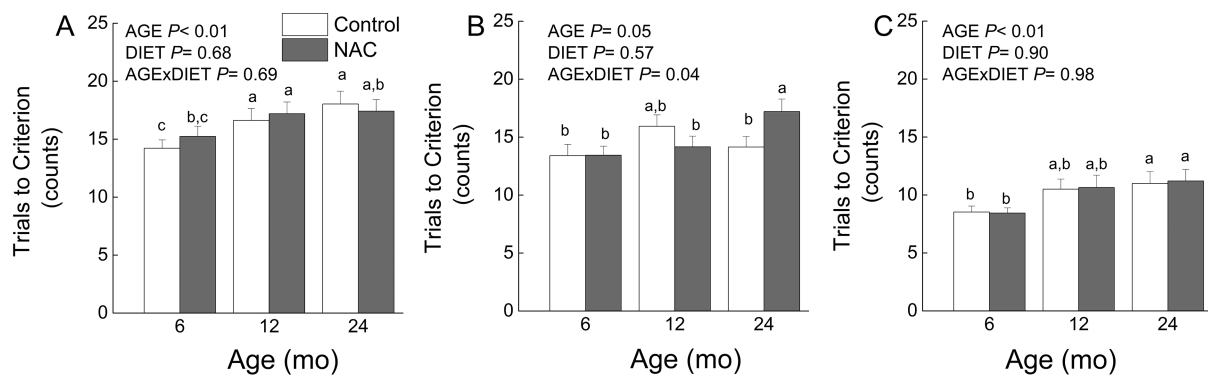 A
AGE P< 0.01
DIET P= 0.68
AGExDIET P= 0.69
Control
NAC
25
20
15
10
5
0
Trials to Criterion
(counts)
c
b,c
a
a
a
a,b
6
12
24
Age (mo)
B
AGE P= 0.05
DIET P= 0.57
AGExDIET P= 0.04
25
20
15
10
5
0
Trials to Criterion
(counts)
b
b
a,b
b
b
a
6
12
24
Age (mo)
C
AGE P< 0.01
DIET P= 0.90
AGExDIET P= 0.98
25
20
15
10
5
0
Trials to Criterion
(counts)
b
b
a,b
a,b
a
a
6
12
24
Age (mo)